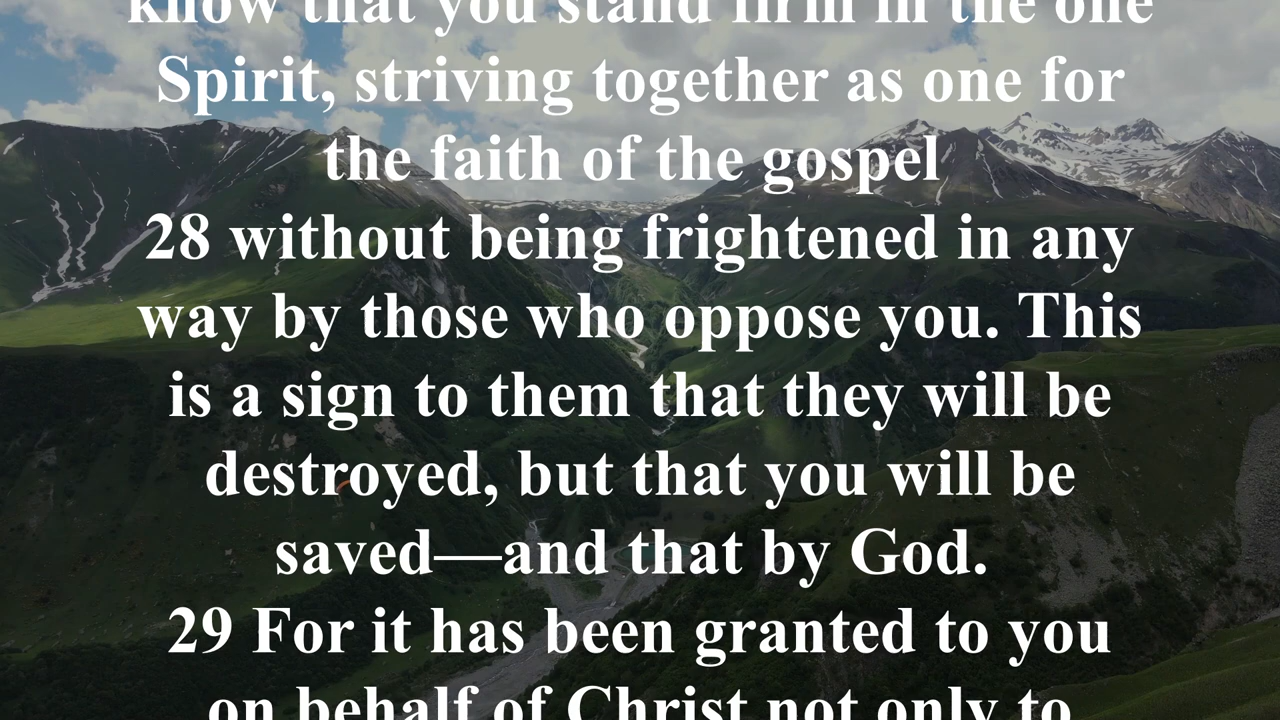 know that you stand firm in the one
Spirit, striving together as one for
the faith of the gospel
28 without being frightened in any
way by those who oppose you. This
is a sign to them that they will be
destroyed, but that you will be
saved—and that by God.
29 For it has been granted to you
on behalf of Christ not only to